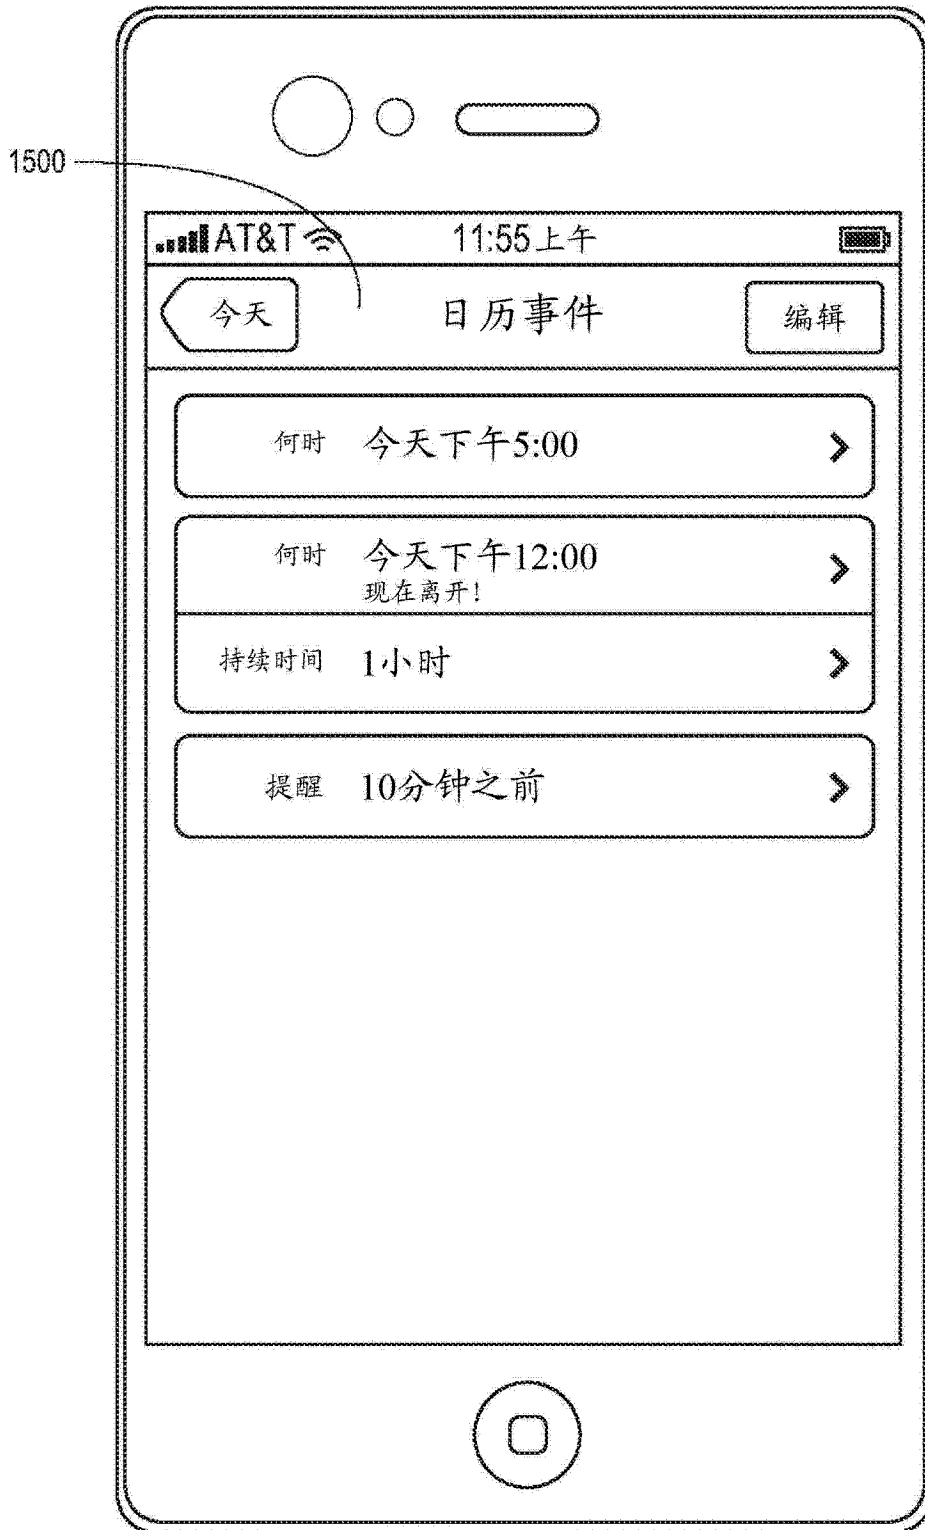 1500
AT&T 11:55上午
今天 日历事件 编辑
何时 今天下午5:00
何时 今天下午12:00
现在离开!
持续时间 1小时
提醒 10分钟之前